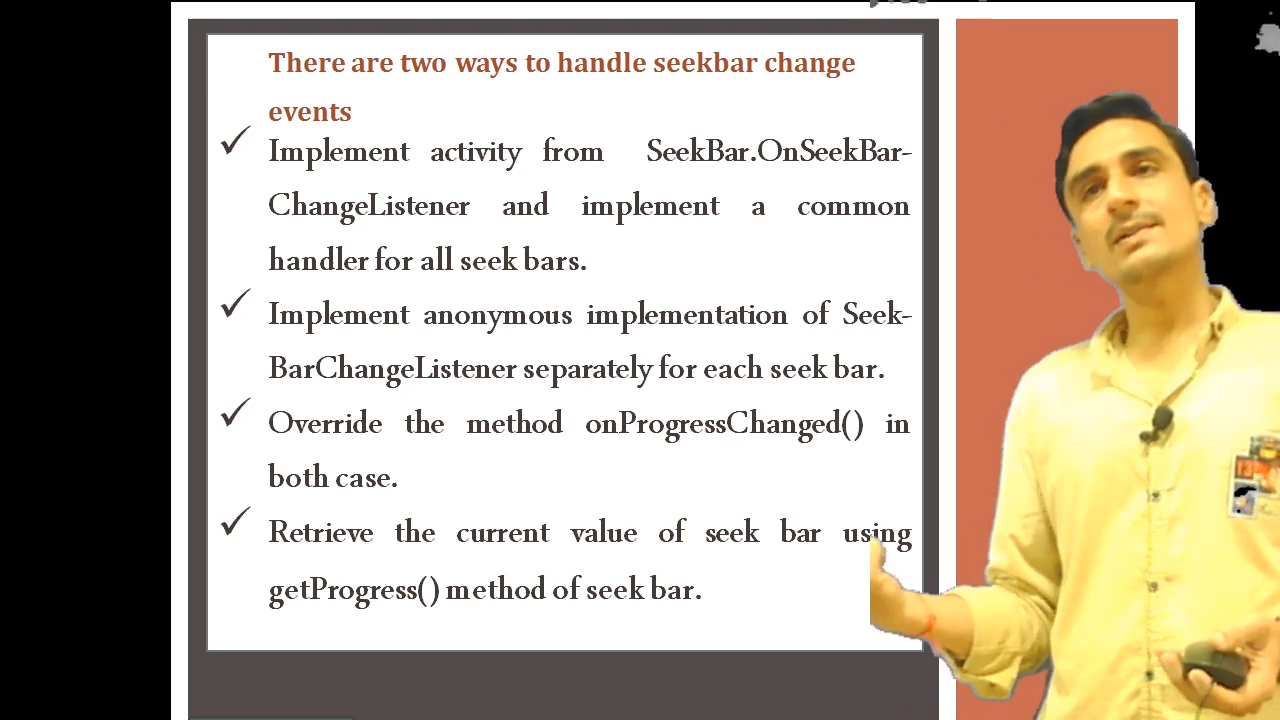 There are two ways to handle seekbar change
events
Implement activity from SeekBar.OnSeekBar-
ChangeListener and implement a common
handler for all seek bars.
Implement anonymous implementation of Seek-
BarChangeListener separately for each seek bar.
Override the method onProgressChanged() in
both case.
Retrieve the current value of seek bar using
getProgress() method of seek bar.